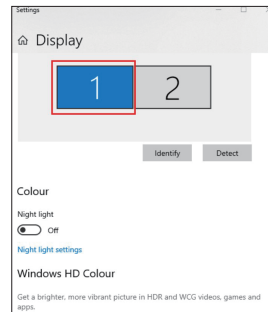 Settings
Display
1 2
Identify Detect
Colour
Night light
Off
Night light settings
Windows HD Colour
Get a brighter, more vibrant picture in HDR and WCG videos, games and
apps.